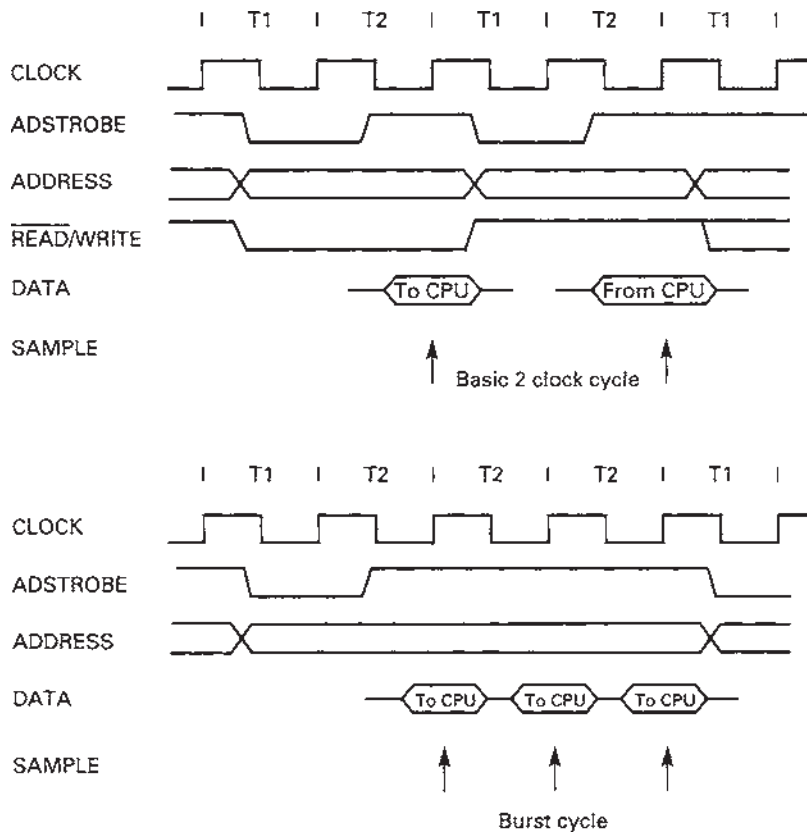 I T1 I T2 I T1 I T2 I T1 I
CLOCK
ADSTROBE
ADDRESS
READ/WRITE
DATA To CPU From CPU
SAMPLE
Basic 2 clock cycle
I T1 I T2 I T2 I T2 I T1 I
CLOCK
ADSTROBE
ADDRESS
DATA To CPU To CPU To CPU
SAMPLE
Burst cycle